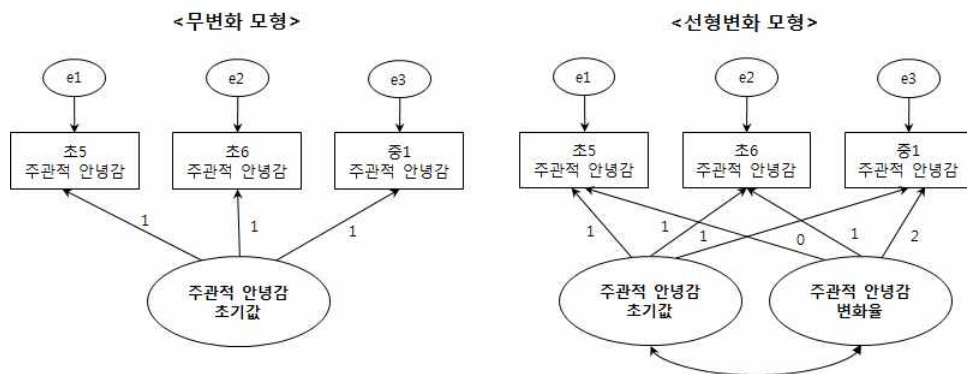 <무변화 모형>
e1
e2
e3
초5
주관적 안녕감
초6
주관적 안녕감
중1
주관적 안녕감
1
1
1
주관적 안녕감
초기값
<선형변화 모형>
e1
e2
e3
초5
주관적 안녕감
초6
주관적 안녕감
중1
주관적 안녕감
1
1
1
0
1
2
주관적 안녕감
초기값
주관적 안녕감
변화율